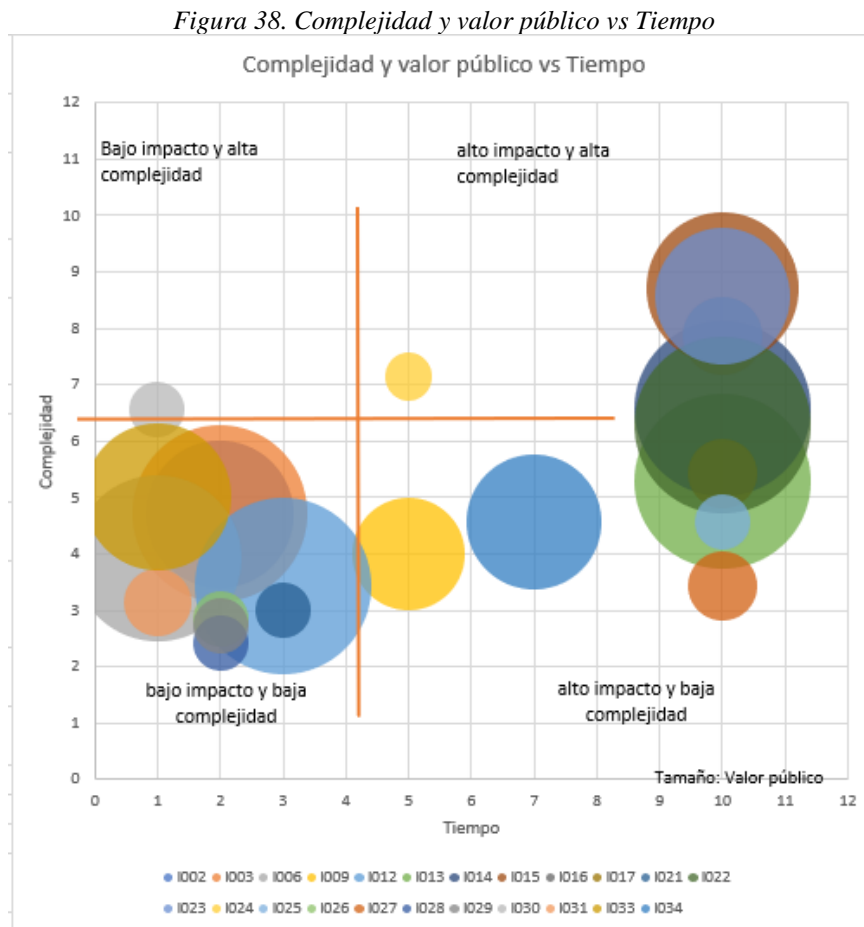 Figura 38. Complejidad y valor público vs Tiempo
Complejidad y valor público vs Tiempo
12
11
10
9
8
7
6
5
4
3
2
1
0
Complejidad
Bajo impacto y alta
complejidad
alto impacto y alta
complejidad
bajo impacto y baja
complejidad
alto impacto y baja
complejidad
Tamaño: Valor público
0 1 2 3 4 5 6 7 8 9 10 11 12
Tiempo
I002 I003 I006 I009 I012 I013 I014 I015 I016 I017 I021 I022
I023 I024 I025 I026 I027 I028 I029 I030 I031 I033 I034